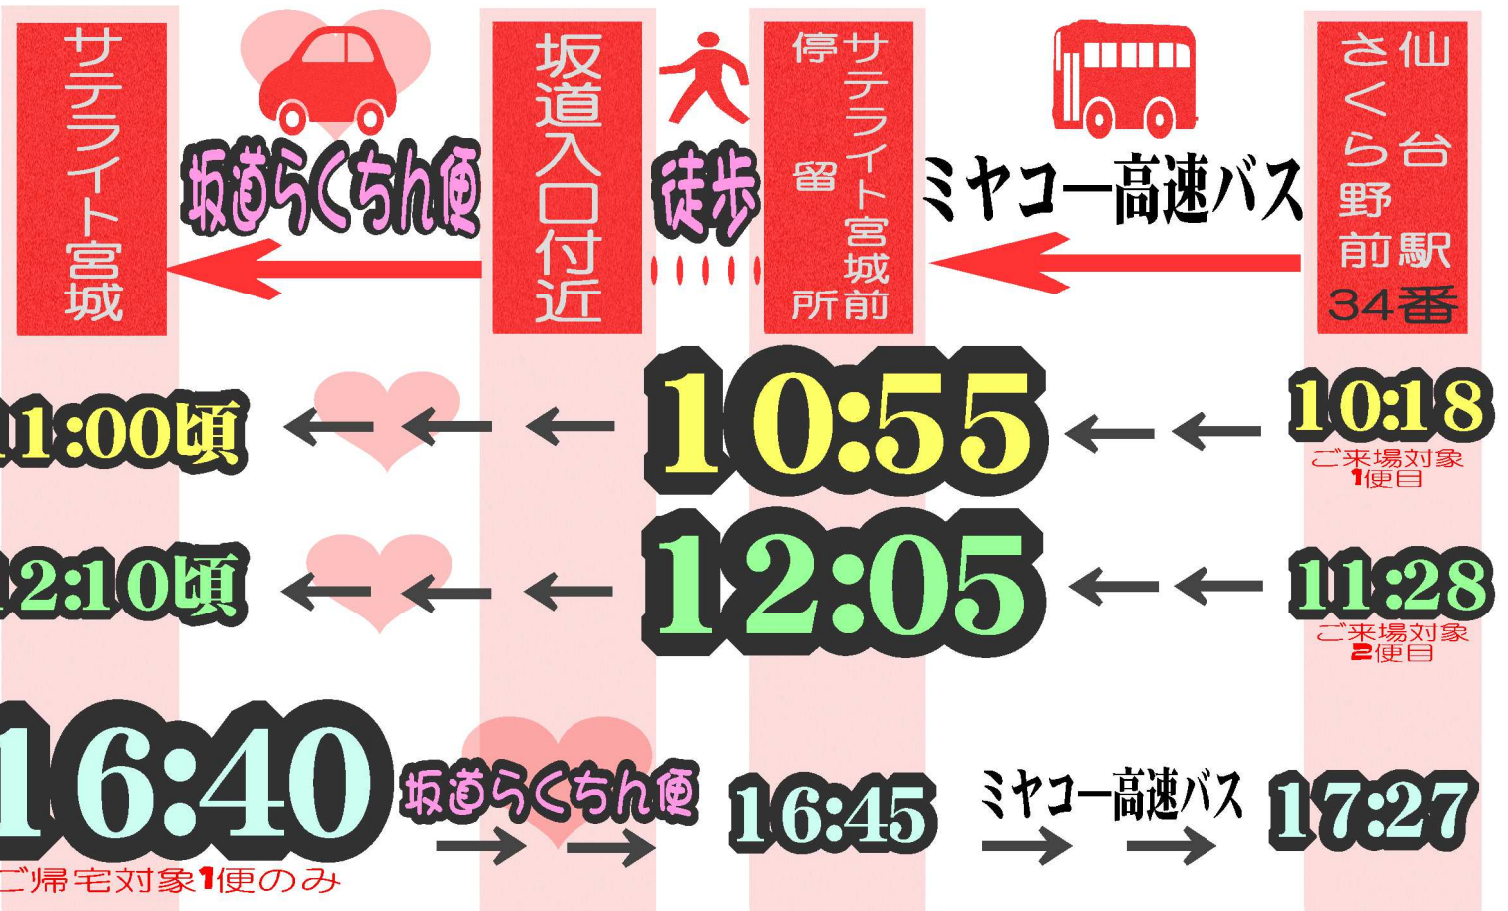 サテライト宮城
坂道らくちん便
坂道入口付近
徒歩
サテライト宮城前
停留所
ミヤコー高速バス
仙台駅
さくら野前
34番
11:00頃
10:55
10:18
ご来場対象
1便目
12:10頃
12:05
11:28
ご来場対象
2便目
16:40
坂道らくちん便
16:45
ミヤコー高速バス
17:27
ご帰宅対象1便のみ